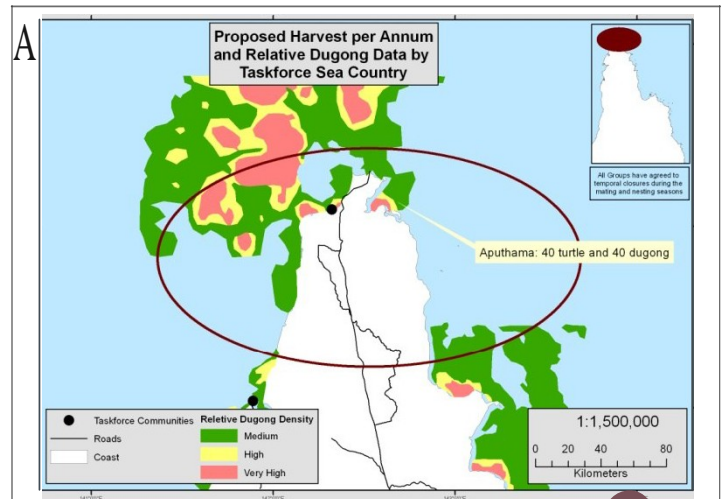 A
Proposed Harvest per Annum
and Relative Dugong Data by
Taskforce Sea Country
All Groups have agreed to
temporal closures during the
mating and nesting seasons
Aputhama: 40 turtle and 40 dugong
Taskforce Communities
Roads
Coast
Reletive Dugong Density
Medium
High
Very High
1:1,500,000
0 20 40 60 80
Kilometers